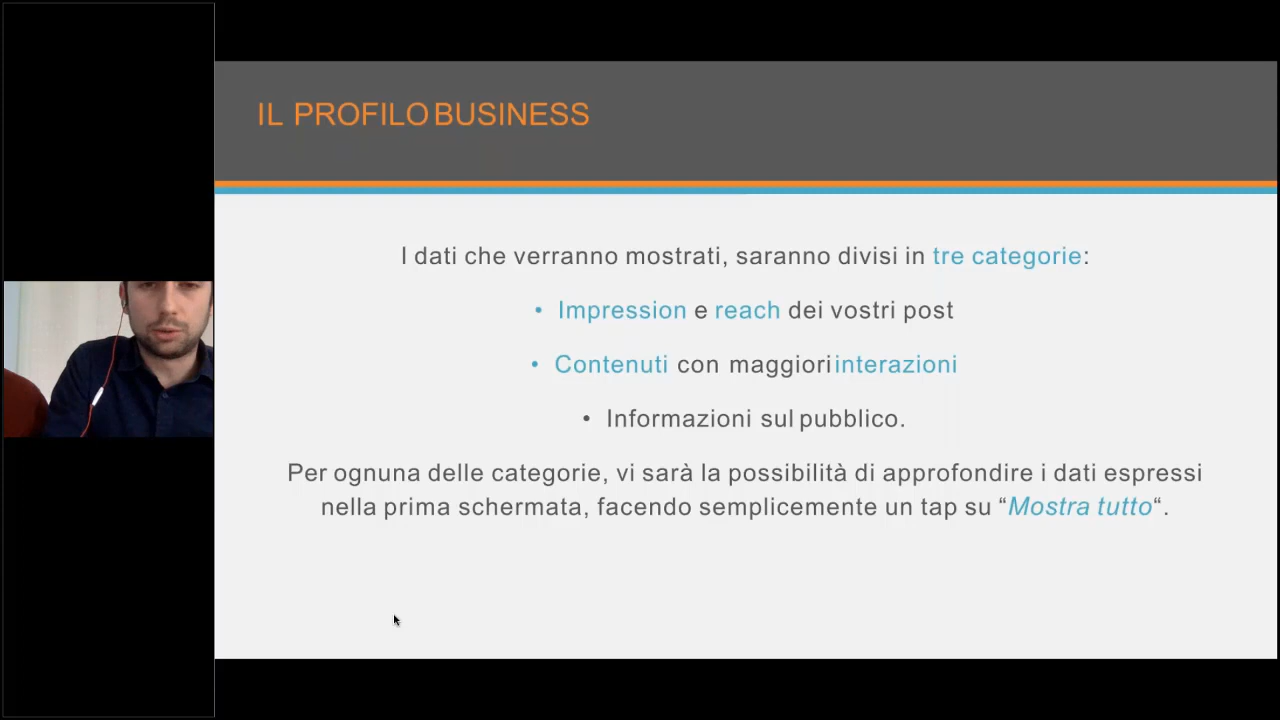 IL PROFILO BUSINESS
I dati che verranno mostrati, saranno divisi in tre categorie:
• Impression e reach dei vostri post
• Contenuti con maggiori interazioni
• Informazioni sul pubblico.
Per ognuna delle categorie, vi sarà la possibilità di approfondire i dati espressi
nella prima schermata, facendo semplicemente un tap su “Mostra tutto“.